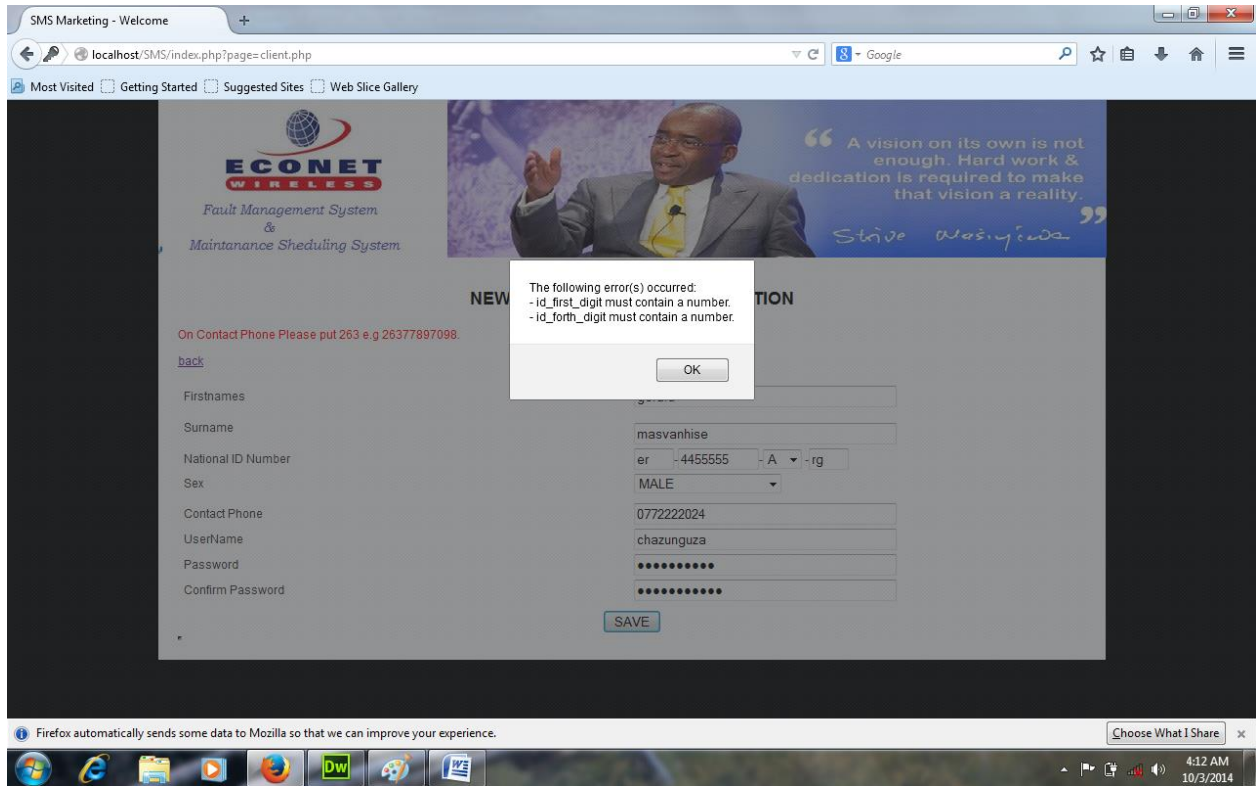 SMS Marketing - Welcome
localhost/SMS/index.php?page=client.php
Google
Most Visited Getting Started Suggested Sites Web Slice Gallery
ECONET
WIRELESS
Fault Management System
&
Maintanance Sheduling System
“ A vision on its own is not
enough. Hard work &
dedication is required to make
that vision a reality.
”
Strive
NEW
TION
The following error(s) occurred:
- id_first_digit must contain a number.
- id_forth_digit must contain a number.
OK
On Contact Phone Please put 263 e.g 26377897098.
back
Firstnames
Surname masvanhise
National ID Number er - 4455555 - A - rg
Sex MALE
Contact Phone 0772222024
UserName chazunguza
Password
Confirm Password
SAVE
Firefox automatically sends some data to Mozilla so that we can improve your experience.
Choose What I Share
Dw
4:12 AM
10/3/2014